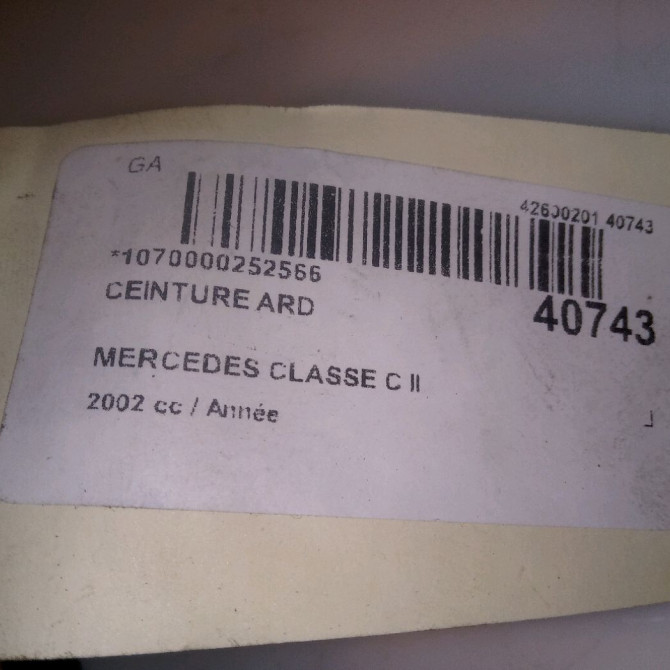 GA
42600201 40743
*1070000252566
CEINTURE ARD
40743
MERCEDES CLASSE C II
2002 cc / Année